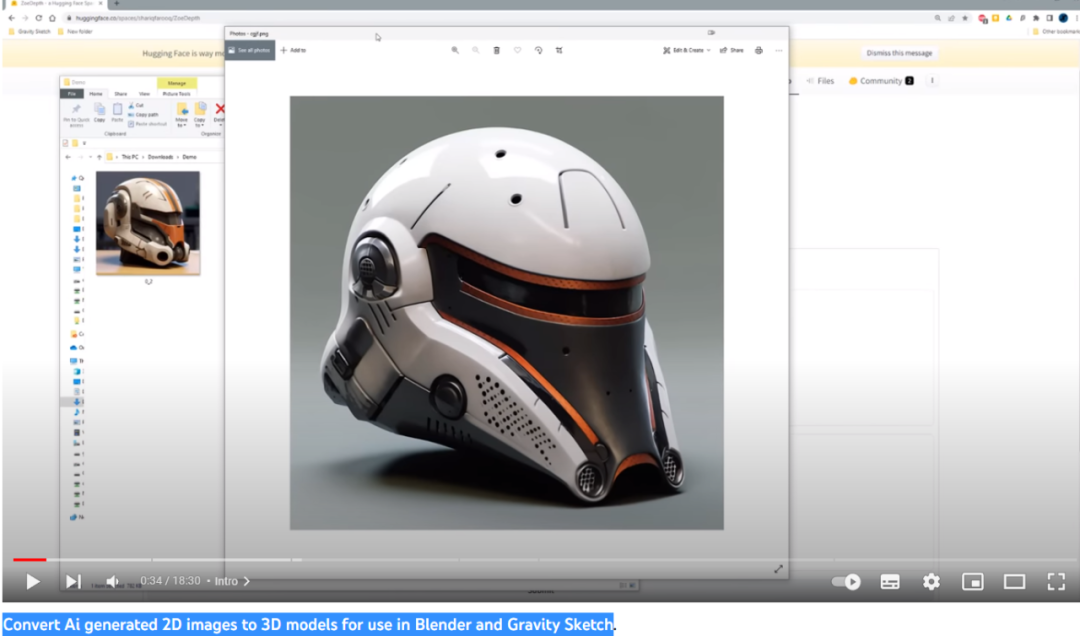 ZoeDepth - a Hugging Face Spac
huggingface.co/spaces/shariqfarooq/ZoeDepth
Gravity Sketch
New folder
Other bookmarks
Hugging Face is way m
Dismiss this message
Files
Community 2
Photos - cgf.png
See all photos
Add to
Edit & Create
Share
Demo
Manage
File
Home
Share
View
Picture Tools
Pin to Quick access
Copy
Paste
Cut
Copy path
Paste shortcut
Move to
Copy to
Clipboard
Organize
This PC > Downloads > Demo
0:34 / 18:30 • Intro
Convert Ai generated 2D images to 3D models for use in Blender and Gravity Sketch.